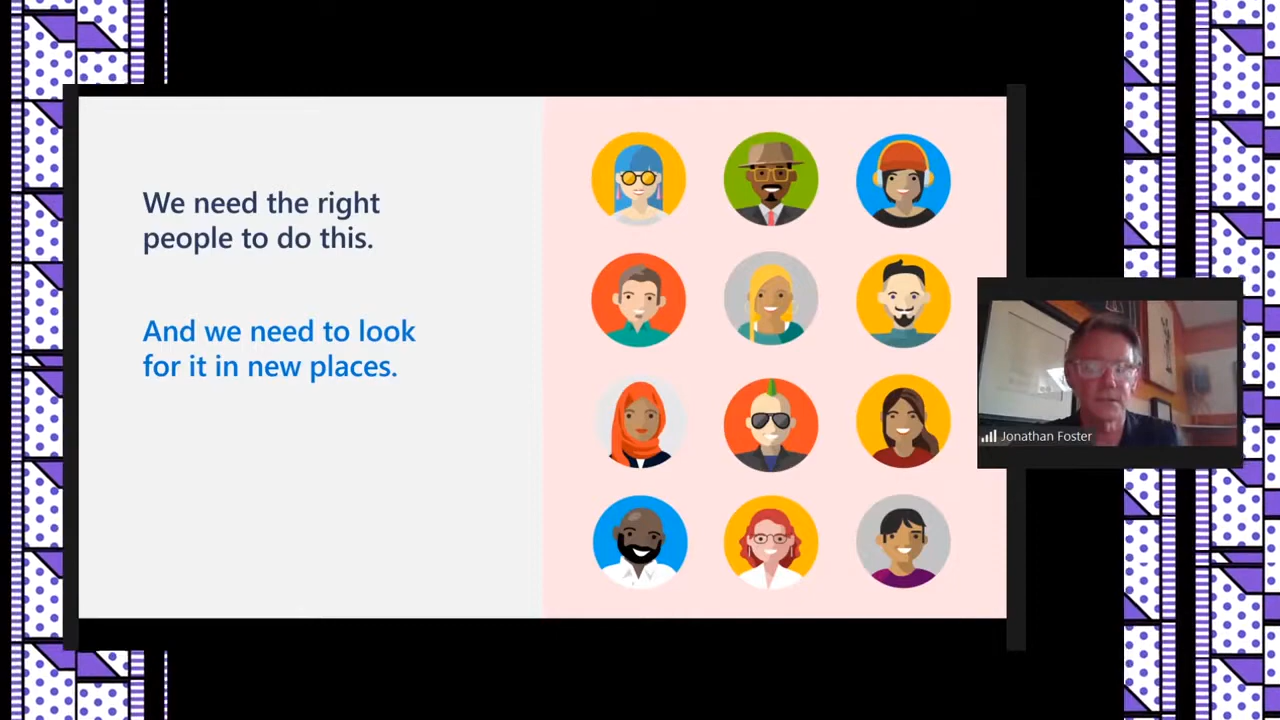 We need the right
people to do this.
And we need to look
for it in new places.
Jonathan Foster